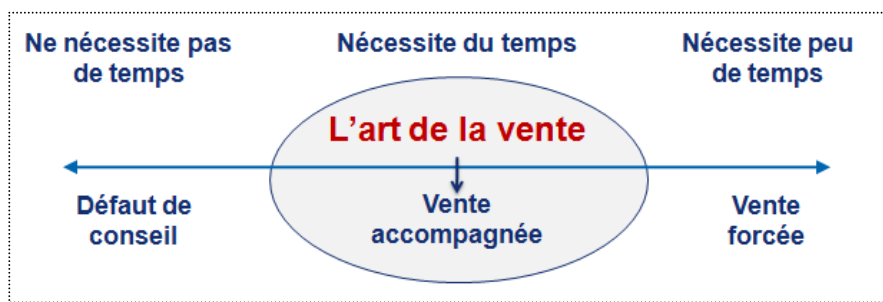 Ne nécessite pas
de temps
Nécessite du temps
Nécessite peu
de temps
L'art de la vente
Défaut de
conseil
Vente
accompagnée
Vente
forcée